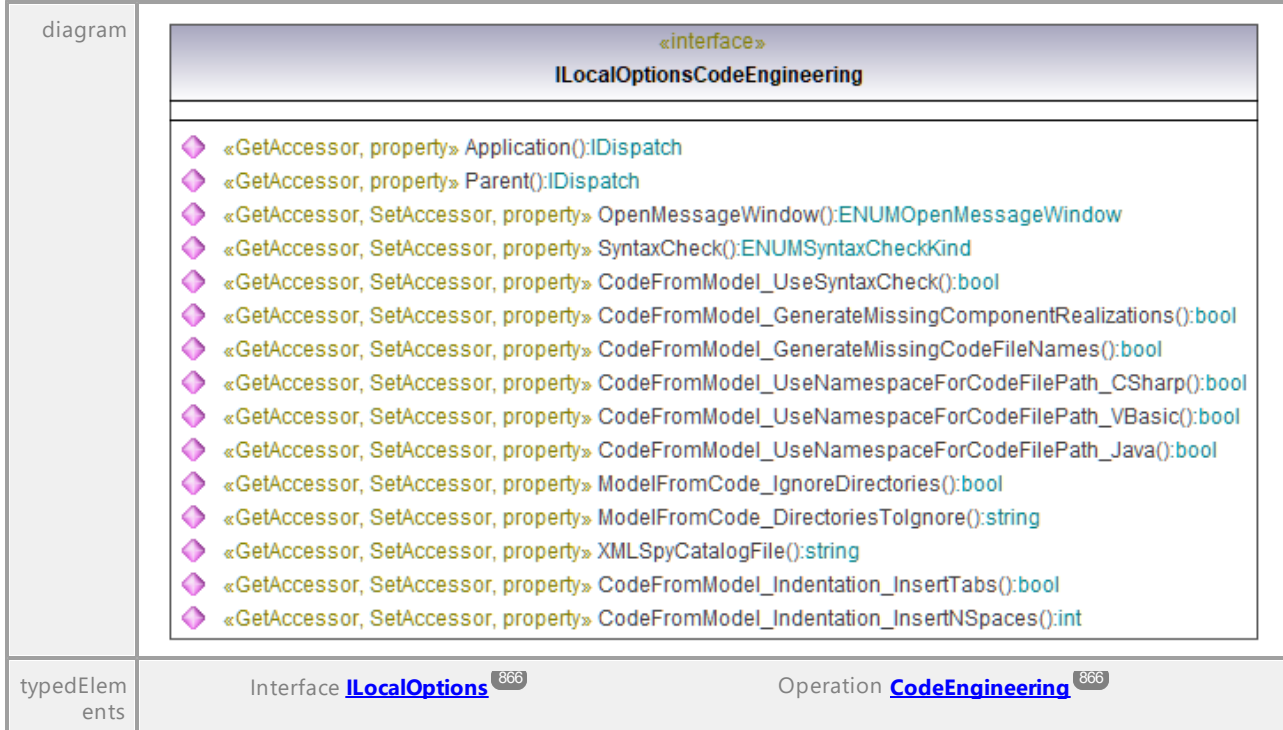 diagram
«interface»
ILocalOptionsCodeEngineering
«GetAccessor, property» Application():IDispatch
«GetAccessor, property» Parent():IDispatch
«GetAccessor, SetAccessor, property» OpenMessageWindow():ENUMOpenMessageWindow
«GetAccessor, SetAccessor, property» SyntaxCheck():ENUMSyntaxCheckKind
«GetAccessor, SetAccessor, property» CodeFromModel_UseSyntaxCheck():bool
«GetAccessor, SetAccessor, property» CodeFromModel_GenerateMissingComponentRealizations():bool
«GetAccessor, SetAccessor, property» CodeFromModel_GenerateMissingCodeFileNames():bool
«GetAccessor, SetAccessor, property» CodeFromModel_UseNamespaceForCodeFilePath_CSharp():bool
«GetAccessor, SetAccessor, property» CodeFromModel_UseNamespaceForCodeFilePath_VBasic():bool
«GetAccessor, SetAccessor, property» CodeFromModel_UseNamespaceForCodeFilePath_Java():bool
«GetAccessor, SetAccessor, property» ModelFromCode_IgnoreDirectories():bool
«GetAccessor, SetAccessor, property» ModelFromCode_DirectoriesToIgnore():string
«GetAccessor, SetAccessor, property» XMLSpyCatalogFile():string
«GetAccessor, SetAccessor, property» CodeFromModel_Indentation_InsertTabs():bool
«GetAccessor, SetAccessor, property» CodeFromModel_Indentation_InsertNSpaces():int
typedElem
ents
Interface ILocalOptions 866
Operation CodeEngineering 866